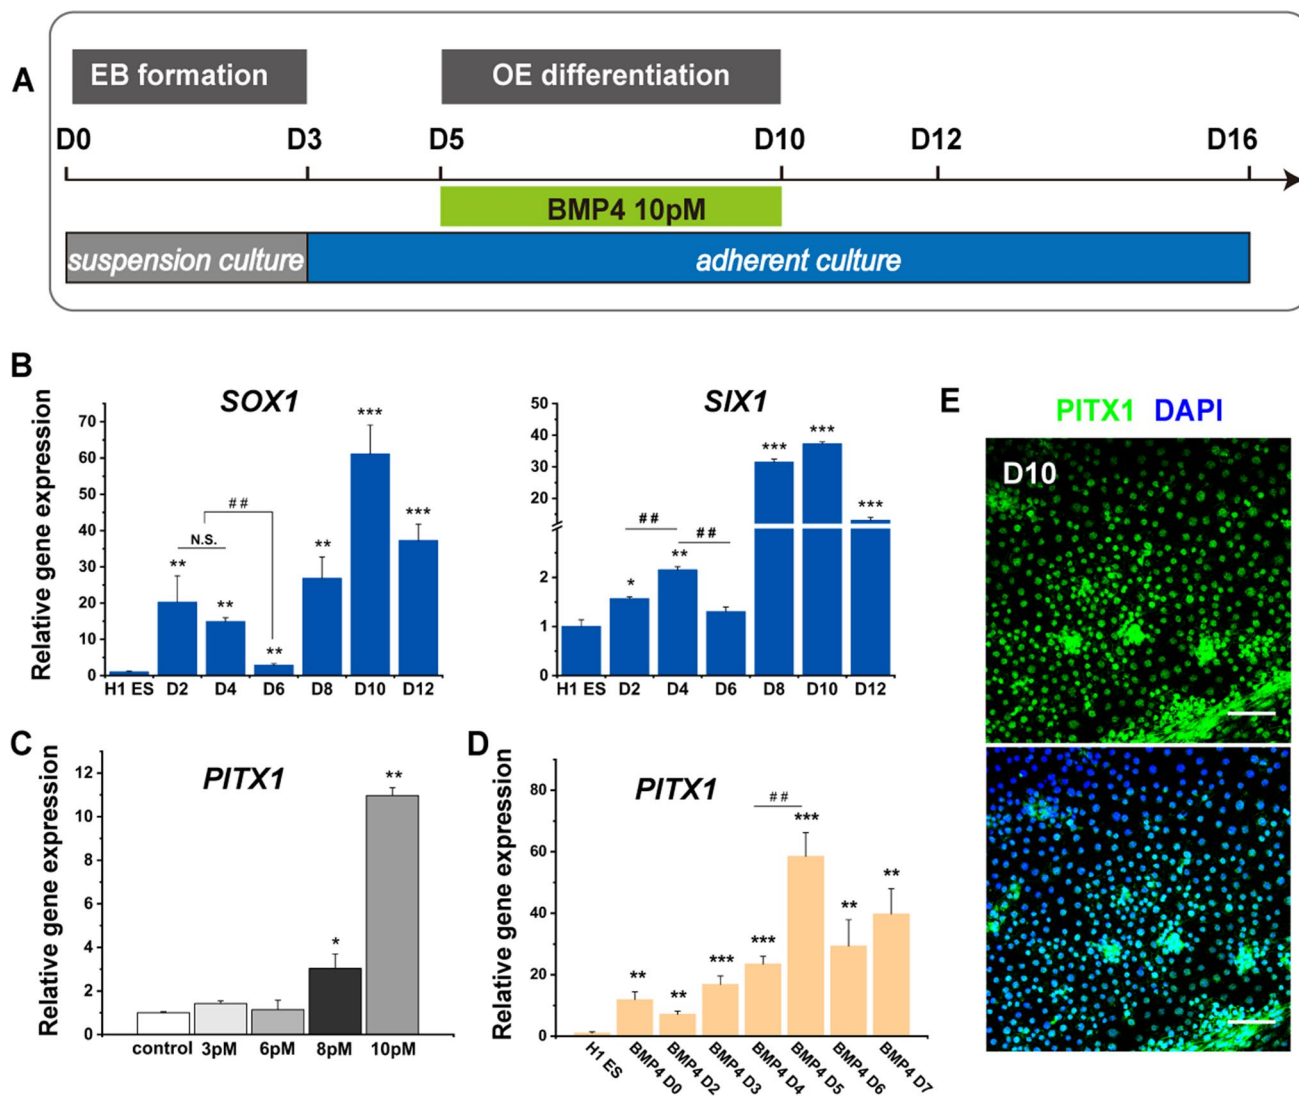 A
EB formation
OE differentiation
D0
D3
D5
D10
D12
D16
BMP4 10pM
suspension culture
adherent culture
B
SOX1
Relative gene expression
70
60
50
40
30
20
10
0
**
N.S.
**
##
**
**
***
***
H1 ES
D2
D4
D6
D8
D10
D12
SIX1
Relative gene expression
50
40
30
20
10
2
1
0
*
##
**
##
***
***
***
H1 ES
D2
D4
D6
D8
D10
D12
C
PITX1
Relative gene expression
12
10
8
6
4
2
0
*
**
control
3pM
6pM
8pM
10pM
D
PITX1
Relative gene expression
80
60
40
20
0
**
**
***
***
##
***
**
**
H1 ES
BMP4 D0
BMP4 D2
BMP4 D3
BMP4 D4
BMP4 D5
BMP4 D6
BMP4 D7
E
PITX1 DAPI
D10